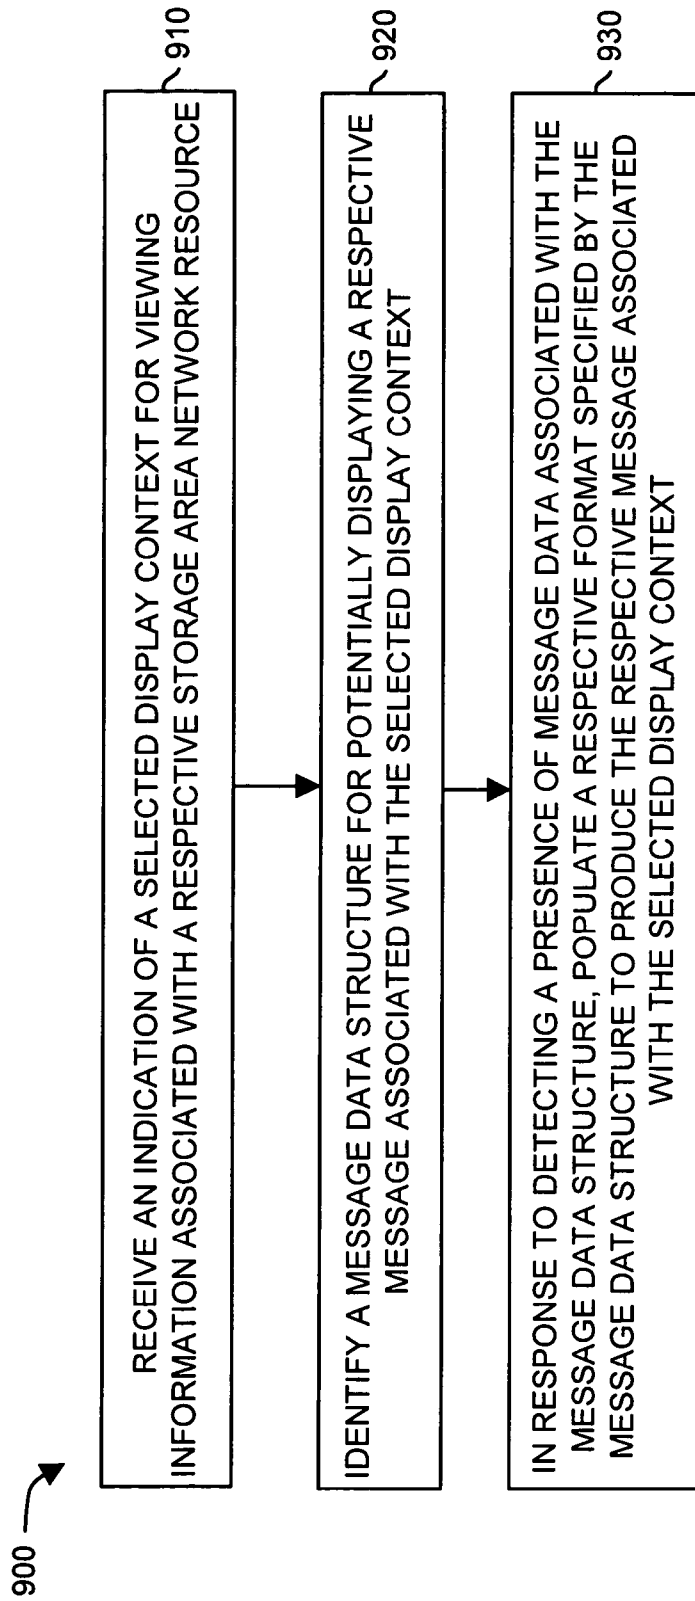 900
RECEIVE AN INDICATION OF A SELECTED DISPLAY CONTEXT FOR VIEWING
INFORMATION ASSOCIATED WITH A RESPECTIVE STORAGE AREA NETWORK RESOURCE
910
IDENTIFY A MESSAGE DATA STRUCTURE FOR POTENTIALLY DISPLAYING A RESPECTIVE
MESSAGE ASSOCIATED WITH THE SELECTED DISPLAY CONTEXT
920
IN RESPONSE TO DETECTING A PRESENCE OF MESSAGE DATA ASSOCIATED WITH THE
MESSAGE DATA STRUCTURE, POPULATE A RESPECTIVE FORMAT SPECIFIED BY THE
MESSAGE DATA STRUCTURE TO PRODUCE THE RESPECTIVE MESSAGE ASSOCIATED
WITH THE SELECTED DISPLAY CONTEXT
930